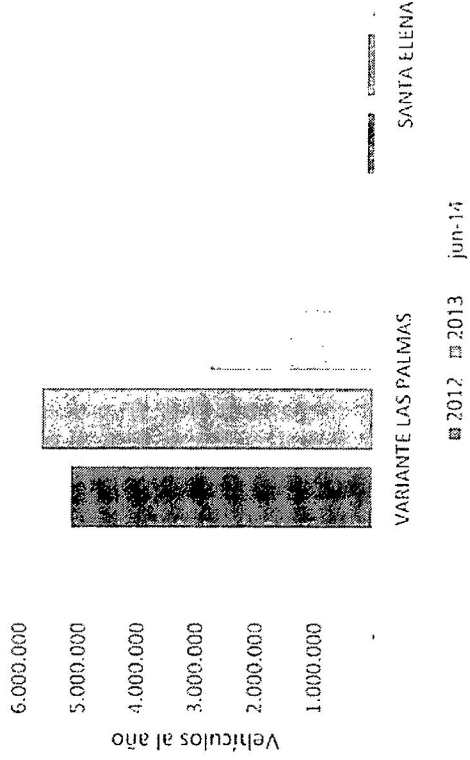 Vehículos al año
6.000.000
5.000.000
4.000.000
3.000.000
2.000.000
1.000.000
VARIANTE LAS PALMAS
SANTA ELENA
2012 2013 jun-14